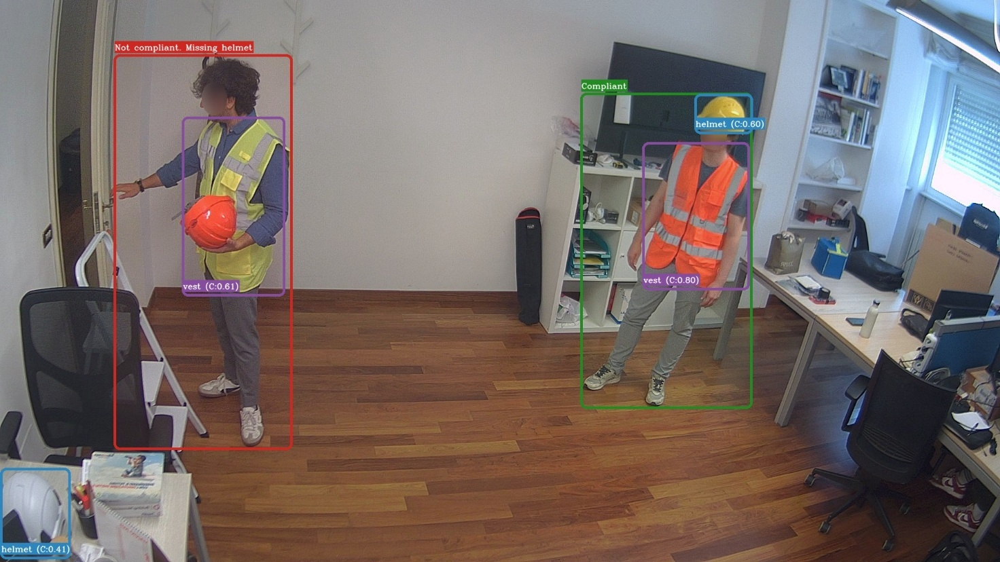 Not compliant. Missing helmet
Compliant
helmet (C:0.60)
vest (C:0.80)
vest (C:0.61)
helmet (C:0.41)